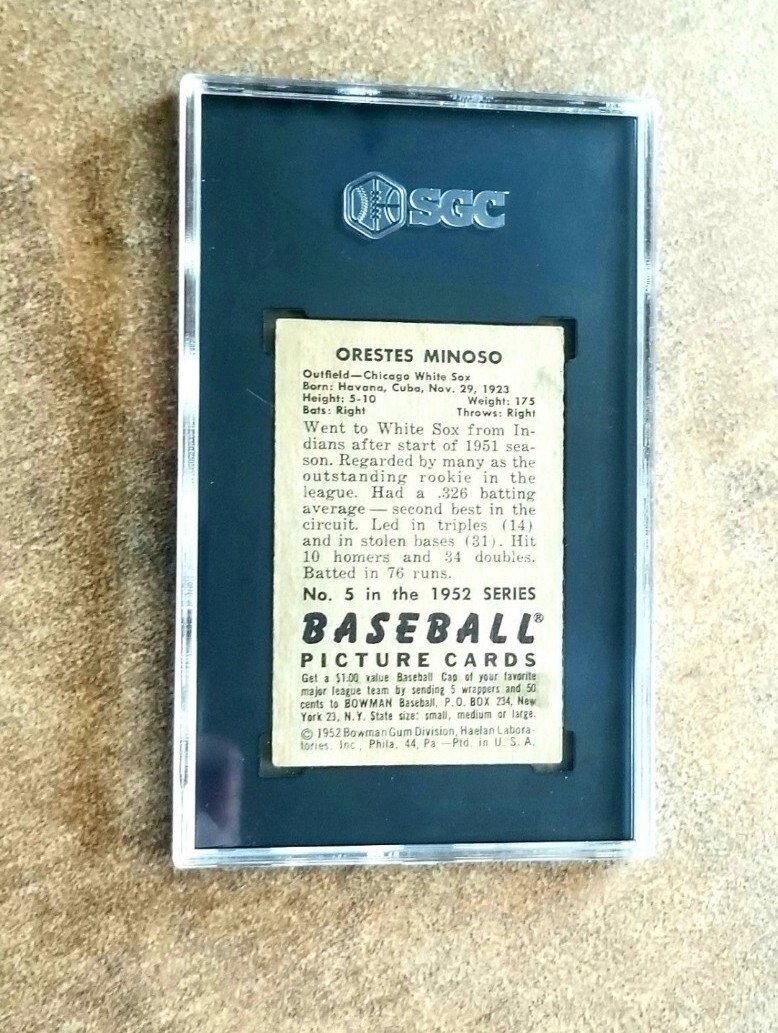 SGC
ORESTES MINOSO
Outfield—Chicago White Sox
Born: Havana, Cuba, Nov. 29, 1923
Height: 5-10 Weight: 175
Bats: Right Throws: Right
Went to White Sox from In-
dians after start of 1951 sea-
son. Regarded by many as the
outstanding rookie in the
league. Had a .326 batting
average — second best in the
circuit. Led in triples (14)
and in stolen bases (31). Hit
10 homers and 34 doubles.
Batted in 76 runs.
No. 5 in the 1952 SERIES
BASEBALL®
PICTURE CARDS
Get a $1.00 value Baseball Cap of your favorite
major league team by sending 5 wrappers and 50
cents to BOWMAN Baseball, P.O. BOX 234, New
York 23, N.Y. State size: small, medium or large.
© 1952 Bowman Gum Division, Haelan Labora-
tories, Inc., Phila. 44, Pa.—Ptd. in U. S. A.